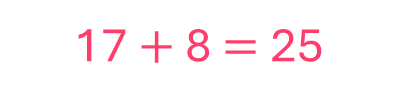 17 + 8 = 25